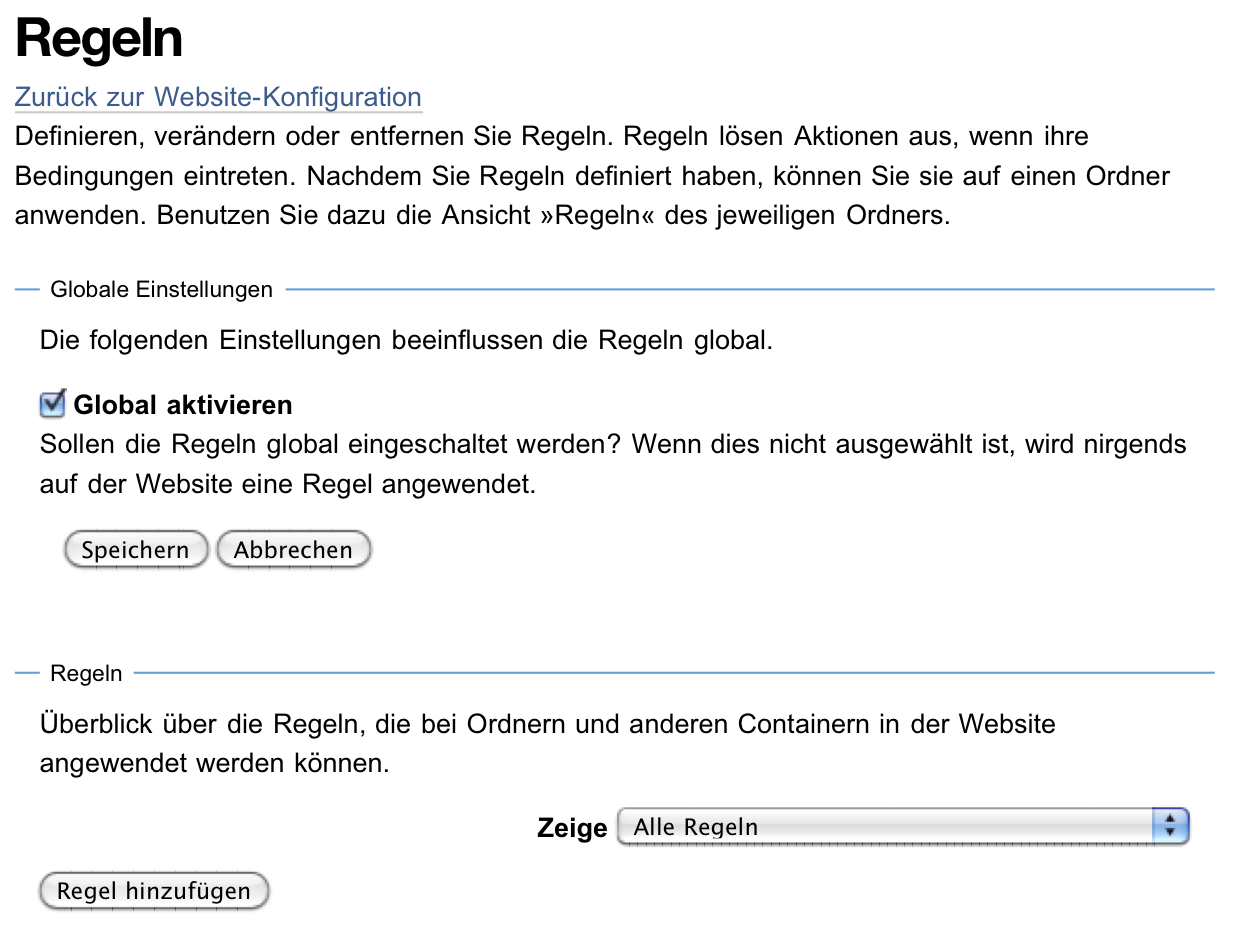 Regeln
Zurück zur Website-Konfiguration
Definieren, verändern oder entfernen Sie Regeln. Regeln lösen Aktionen aus, wenn ihre
Bedingungen eintreten. Nachdem Sie Regeln definiert haben, können Sie sie auf einen Ordner
anwenden. Benutzen Sie dazu die Ansicht »Regeln« des jeweiligen Ordners.
Globale Einstellungen
Die folgenden Einstellungen beeinflussen die Regeln global.
Global aktivieren
Sollen die Regeln global eingeschaltet werden? Wenn dies nicht ausgewählt ist, wird nirgends
auf der Website eine Regel angewendet.
Speichern Abbrechen
Regeln
Überblick über die Regeln, die bei Ordnern und anderen Containern in der Website
angewendet werden können.
Zeige Alle Regeln
Regel hinzufügen